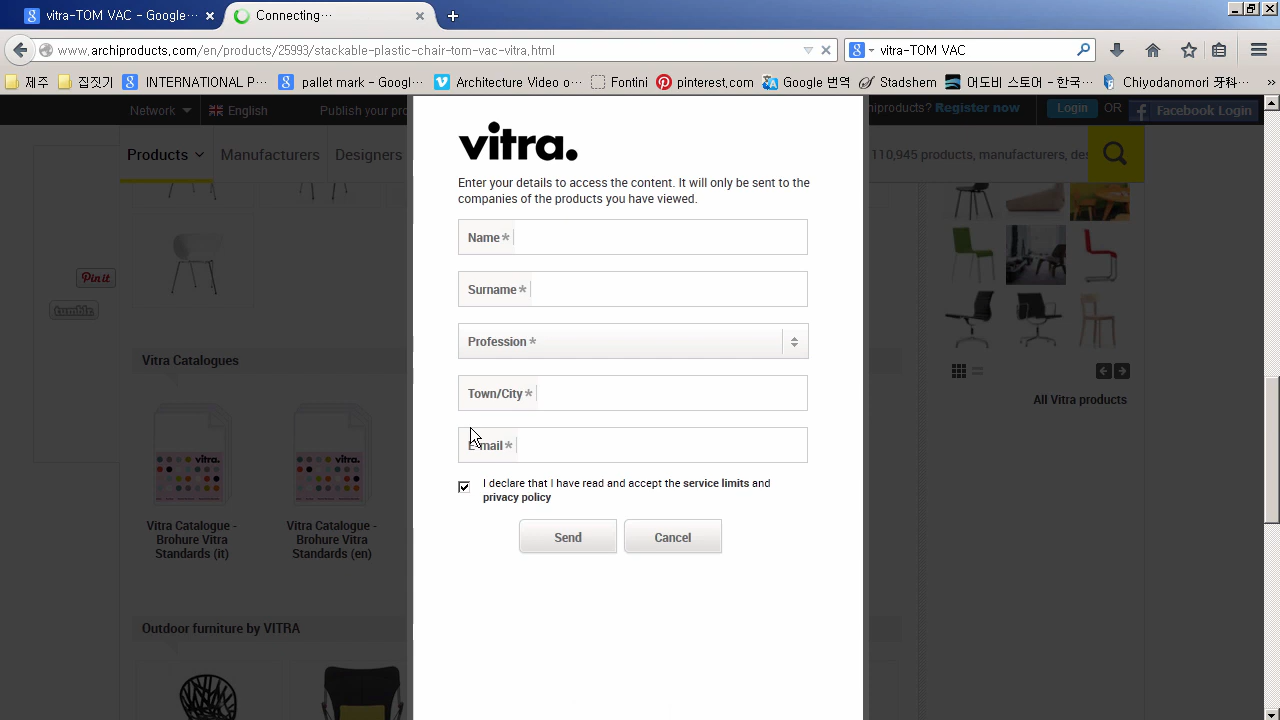 vitra-TOM VAC - Google⋯
Connecting⋯
www.archiproducts.com/en/products/25993/stackable-plastic-chair-tom-vac-vitra.html
vitra-TOM VAC
제주
집짓기
INTERNATIONAL P⋯
pallet mark - Goog⋯
Architecture Video o⋯
Fontini
pinterest.com
Google 번역
Stadshem
어도비 스토어 - 한국⋯
Chiyodanomori 牙科⋯
Network
English
Publish your pro
hiproducts? Register now
Login
OR
Facebook Login
Products
Manufacturers
Designers
110,945 products, manufacturers, des
vitra.
Enter your details to access the content. It will only be sent to the
companies of the products you have viewed.
Name *
Surname *
Profession *
Town/City *
E-mail *
I declare that I have read and accept the service limits and
privacy policy
Send
Cancel
Pin it
tumblr.
Vitra Catalogues
vitra.
vitra.
Vitra Catalogue -
Brohure Vitra
Standards (it)
Vitra Catalogue -
Brohure Vitra
Standards (en)
All Vitra products
Outdoor furniture by VITRA